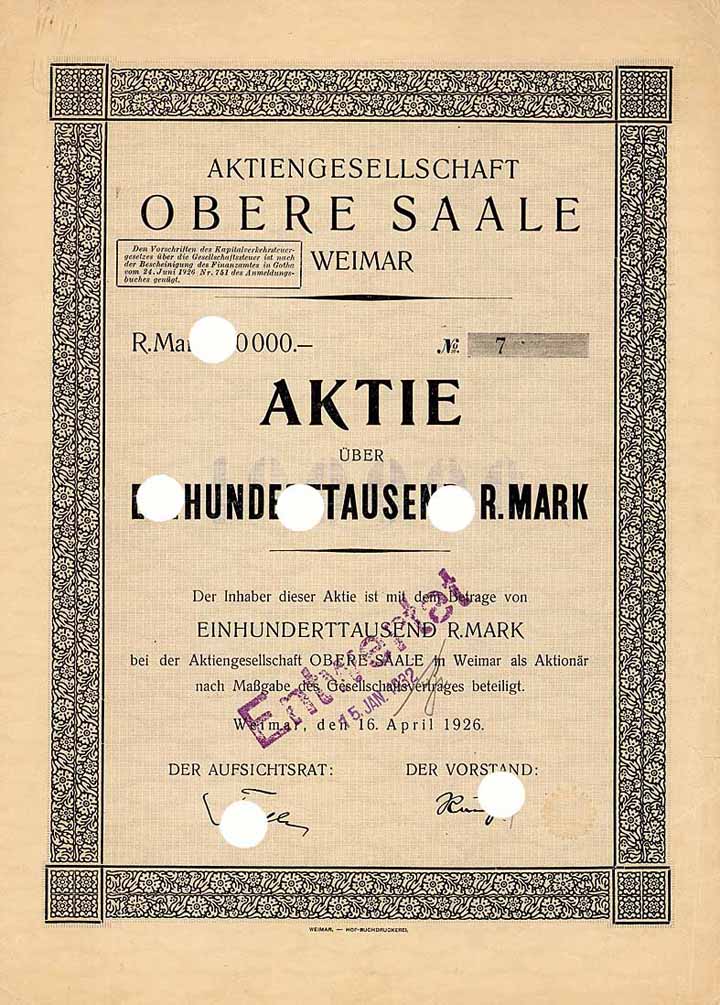 AKTIENGESELLSCHAFT
OBERE SAALE
WEIMAR
Den Vorschriften des Kapitalverkehrsteuer-
gesetzes über die Gesellschaftssteuer ist nach
der Bescheinigung des Finanzamtes in Gotha
vom 24. Juni 1926 Nr. 751 des Anmeldungs-
buches genügt.
R.Mar 0 000.–
No. 7
AKTIE
ÜBER
E HUNDE TTAUSEND R.MARK
Der Inhaber dieser Aktie ist mit dem Betrage von
EINHUNDERTTAUSEND R.MARK
bei der Aktiengesellschaft OBERE SAALE in Weimar als Aktionär
nach Maßgabe des Gesellschaftsvertrages beteiligt.
Entwertet
15. JAN. 1932
Weimar, den 16. April 1926.
DER AUFSICHTSRAT:
DER VORSTAND:
WEIMAR. — HOF-BUCHDRUCKEREI.